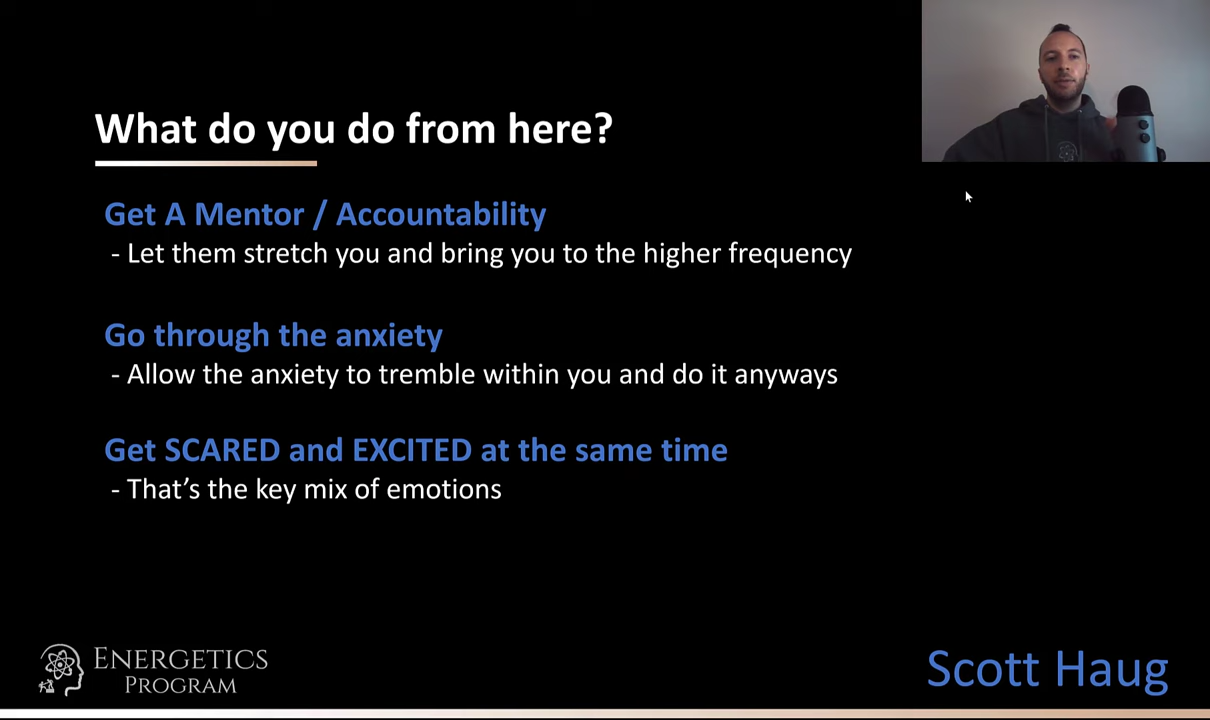 What do you do from here?
Get A Mentor / Accountability
- Let them stretch you and bring you to the higher frequency
Go through the anxiety
- Allow the anxiety to tremble within you and do it anyways
Get SCARED and EXCITED at the same time
- That's the key mix of emotions
ENERGETICS
PROGRAM
Scott Haug